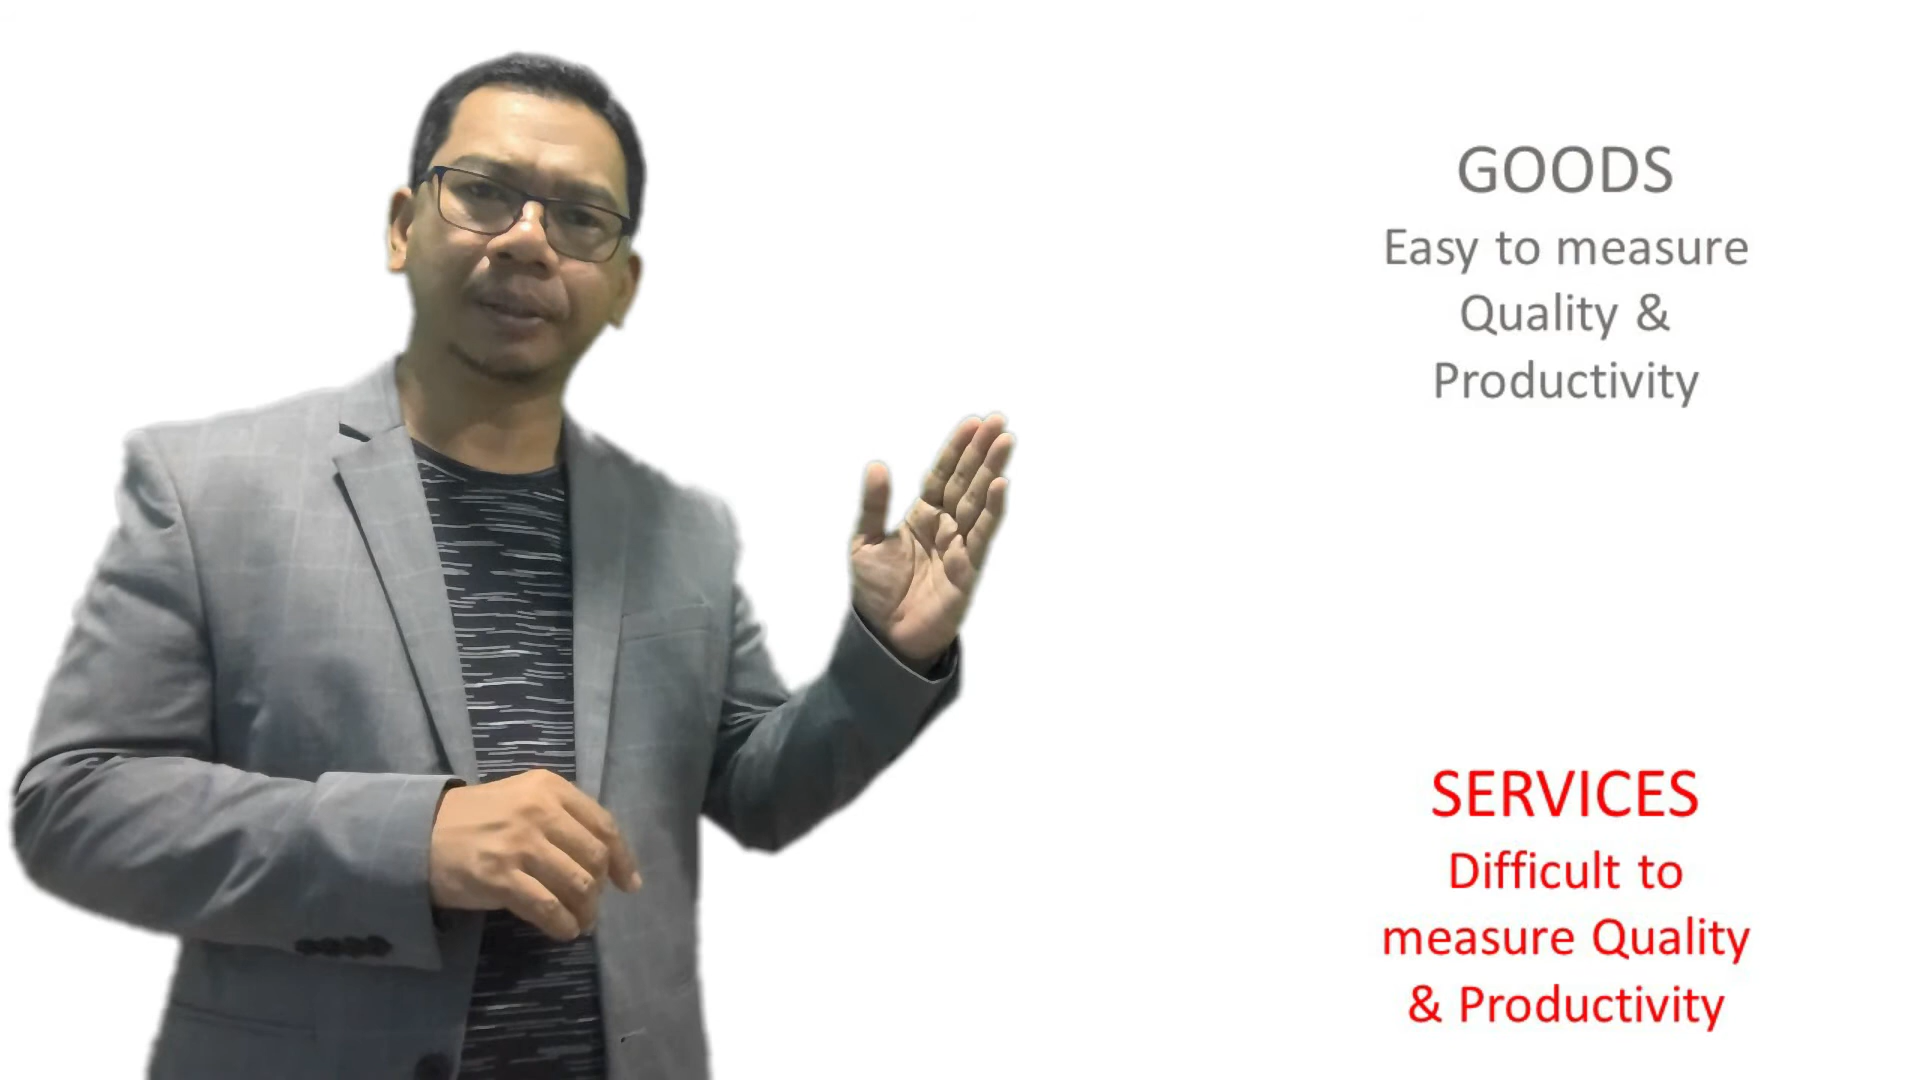 GOODS
Easy to measure
Quality &
Productivity
SERVICES
Difficult to
measure Quality
& Productivity